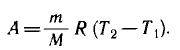 A = m/M R (T₂ – T₁).